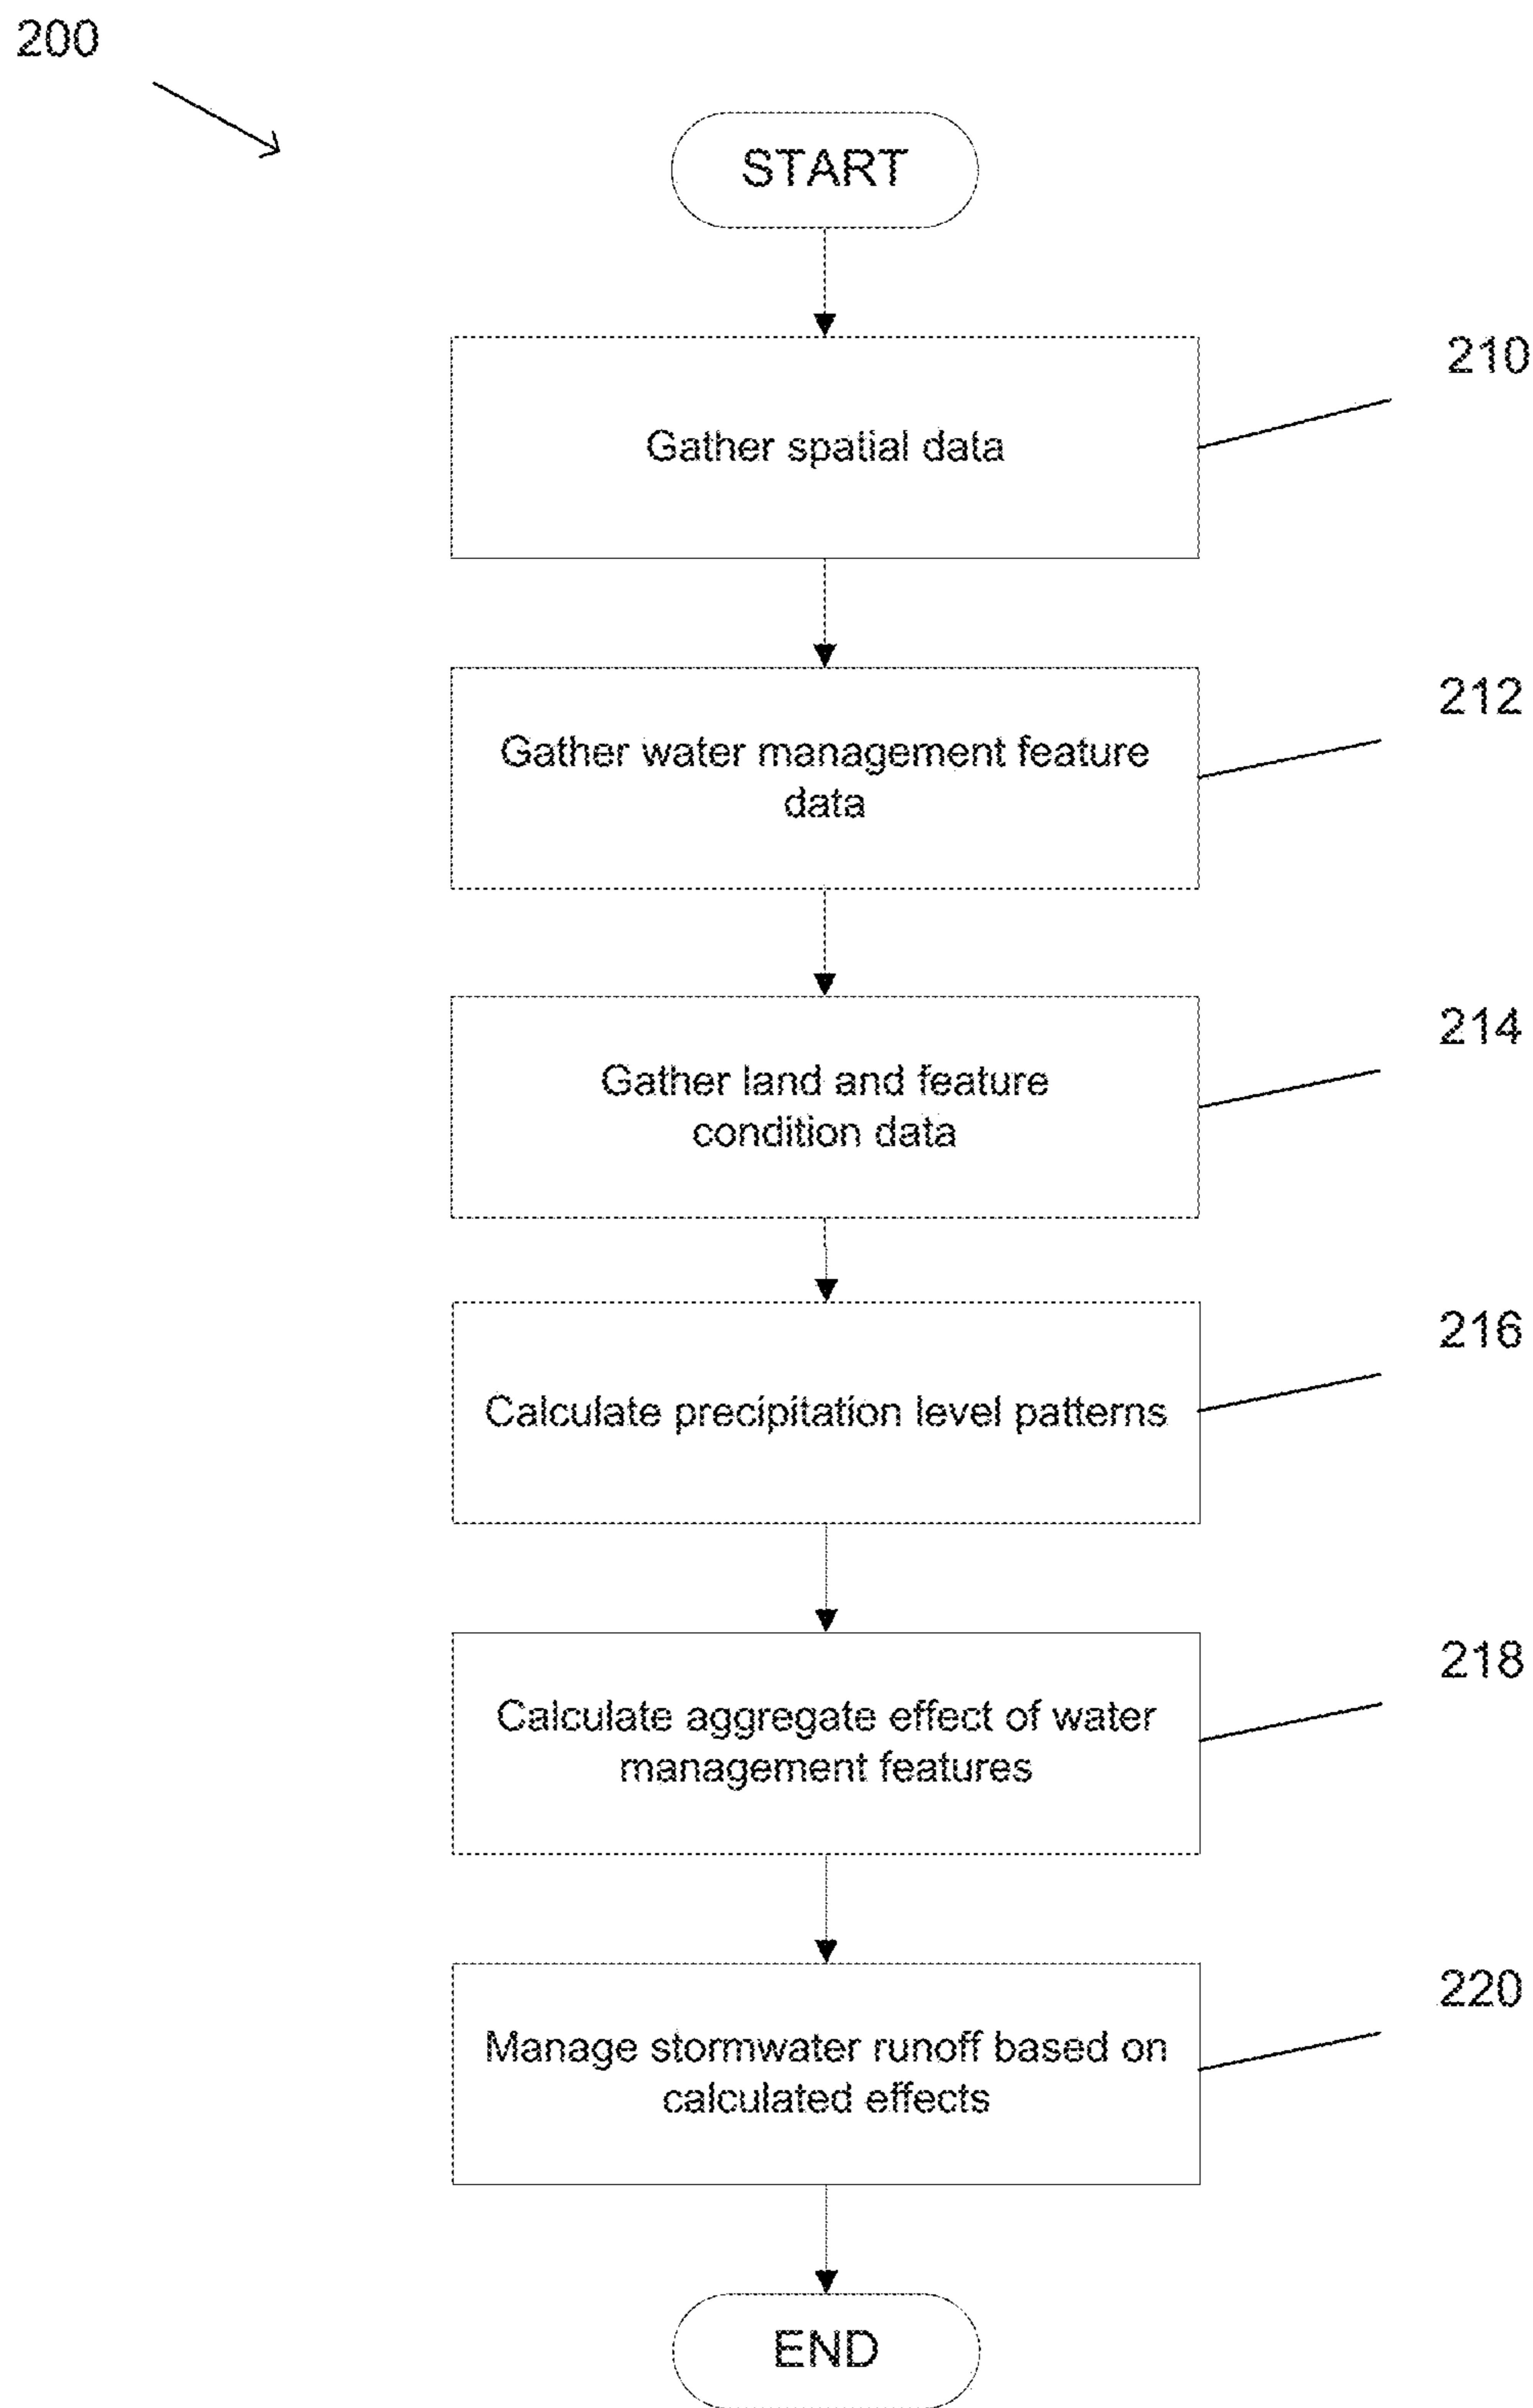 200
START
210
Gather spatial data
212
Gather water management feature
data
214
Gather land and feature
condition data
216
Calculate precipitation level patterns
218
Calculate aggregate effect of water
management features
220
Manage stormwater runoff based on
calculated effects
END